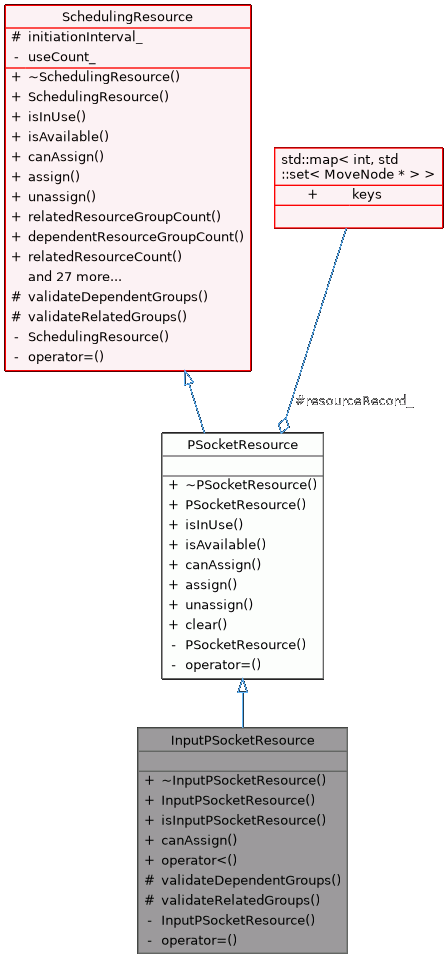 SchedulingResource
# initiationInterval_
- useCount_
+ ~SchedulingResource()
+ SchedulingResource()
+ isInUse()
+ isAvailable()
+ canAssign()
+ assign()
+ unassign()
+ relatedResourceGroupCount()
+ dependentResourceGroupCount()
+ relatedResourceCount()
and 27 more...
# validateDependentGroups()
# validateRelatedGroups()
- SchedulingResource()
- operator=()
std::map< int, std
::set< MoveNode * > >
+ keys
#resourceRecord_
PSocketResource
+ ~PSocketResource()
+ PSocketResource()
+ isInUse()
+ isAvailable()
+ canAssign()
+ assign()
+ unassign()
+ clear()
- PSocketResource()
- operator=()
InputPSocketResource
+ ~InputPSocketResource()
+ InputPSocketResource()
+ isInputPSocketResource()
+ canAssign()
+ operator<()
# validateDependentGroups()
# validateRelatedGroups()
- InputPSocketResource()
- operator=()